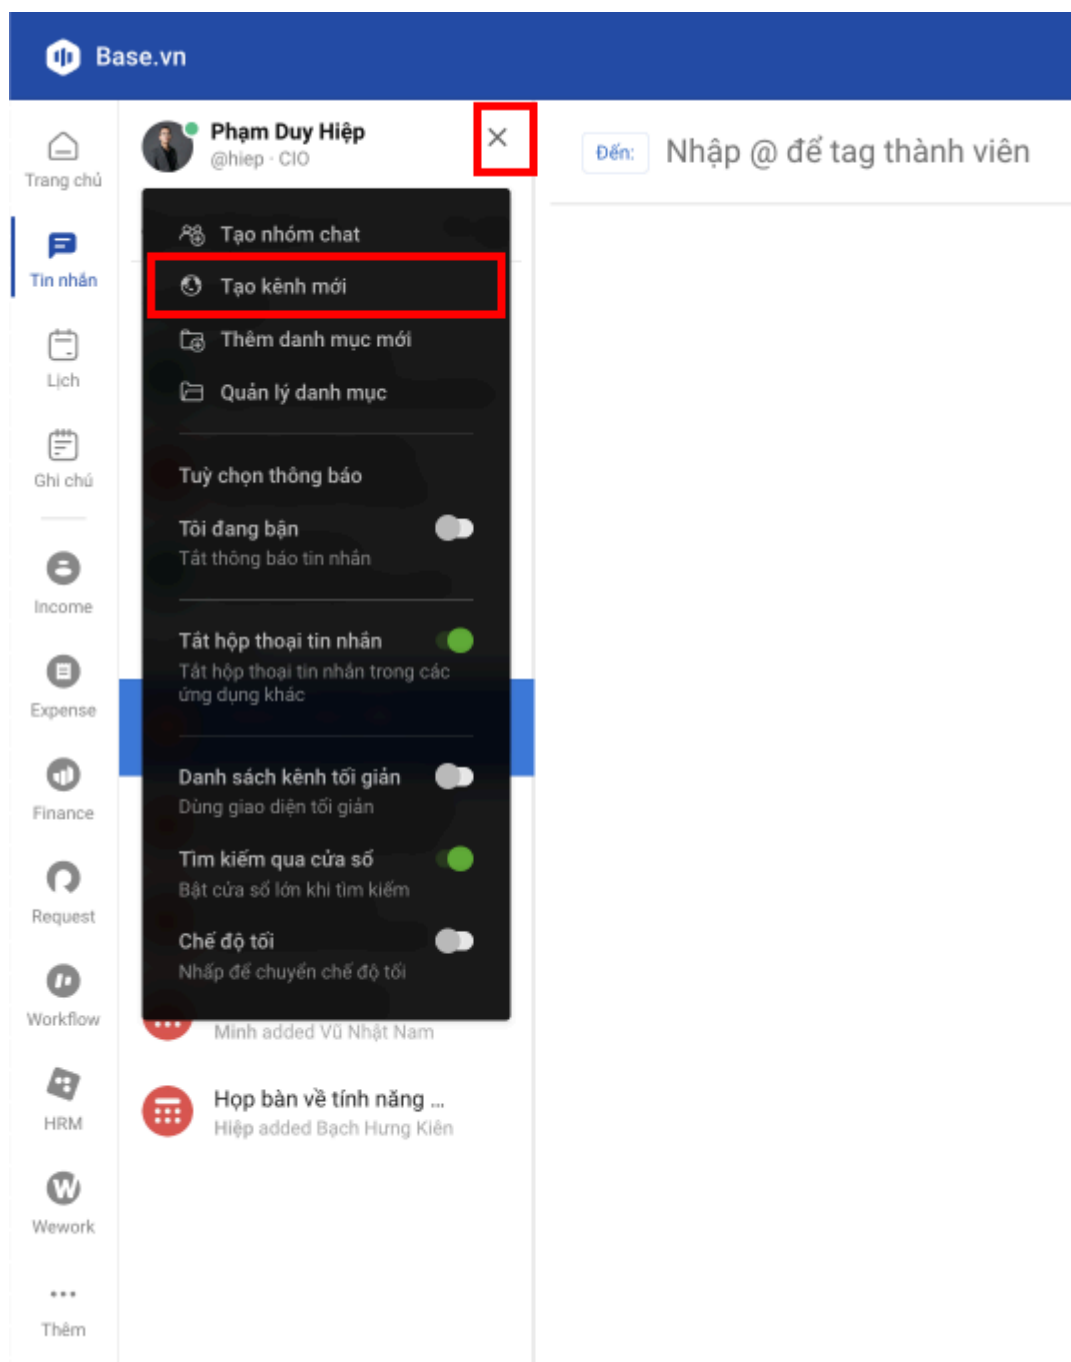 Base.vn
Phạm Duy Hiệp
@hiep · CIO
Đến:
Nhập @ để tag thành viên
Trang chủ
Tin nhắn
Lịch
Ghi chú
Income
Expense
Finance
Request
Workflow
HRM
Wework
Thêm
Tạo nhóm chat
Tạo kênh mới
Thêm danh mục mới
Quản lý danh mục
Tuỳ chọn thông báo
Tôi đang bận
Tắt thông báo tin nhắn
Tắt hộp thoại tin nhắn
Tắt hộp thoại tin nhắn trong các
ứng dụng khác
Danh sách kênh tối giản
Dùng giao diện tối giản
Tìm kiếm qua cửa sổ
Bật cửa sổ lớn khi tìm kiếm
Chế độ tối
Nhấp để chuyển chế độ tối
Minh added Vũ Nhật Nam
Họp bàn về tính năng ...
Hiệp added Bạch Hưng Kiên